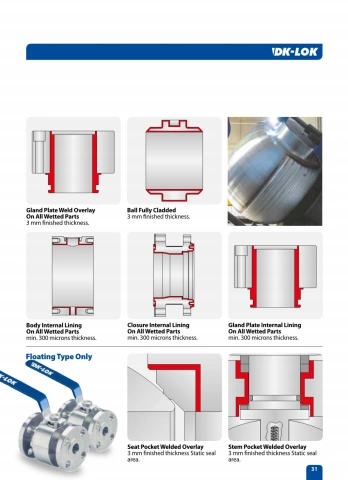 DK-LOK
Gland Plate Weld Overlay
On All Wetted Parts
3 mm finished thickness.
Ball Fully Cladded
3 mm finished thickness.
Body Internal Lining
On All Wetted Parts
min. 300 microns thickness.
Closure Internal Lining
On All Wetted Parts
min. 300 microns thickness.
Gland Plate Internal Lining
On All Wetted Parts
min. 300 microns thickness.
Floating Type Only
DK-LOK
DK-LOK
Seat Pocket Welded Overlay
3 mm finished thickness Static seal
area.
Stem Pocket Welded Overlay
3 mm finished thickness Static seal
area.
31